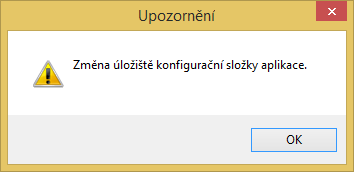 Upozornění
Změna úložiště konfigurační složky aplikace.
OK